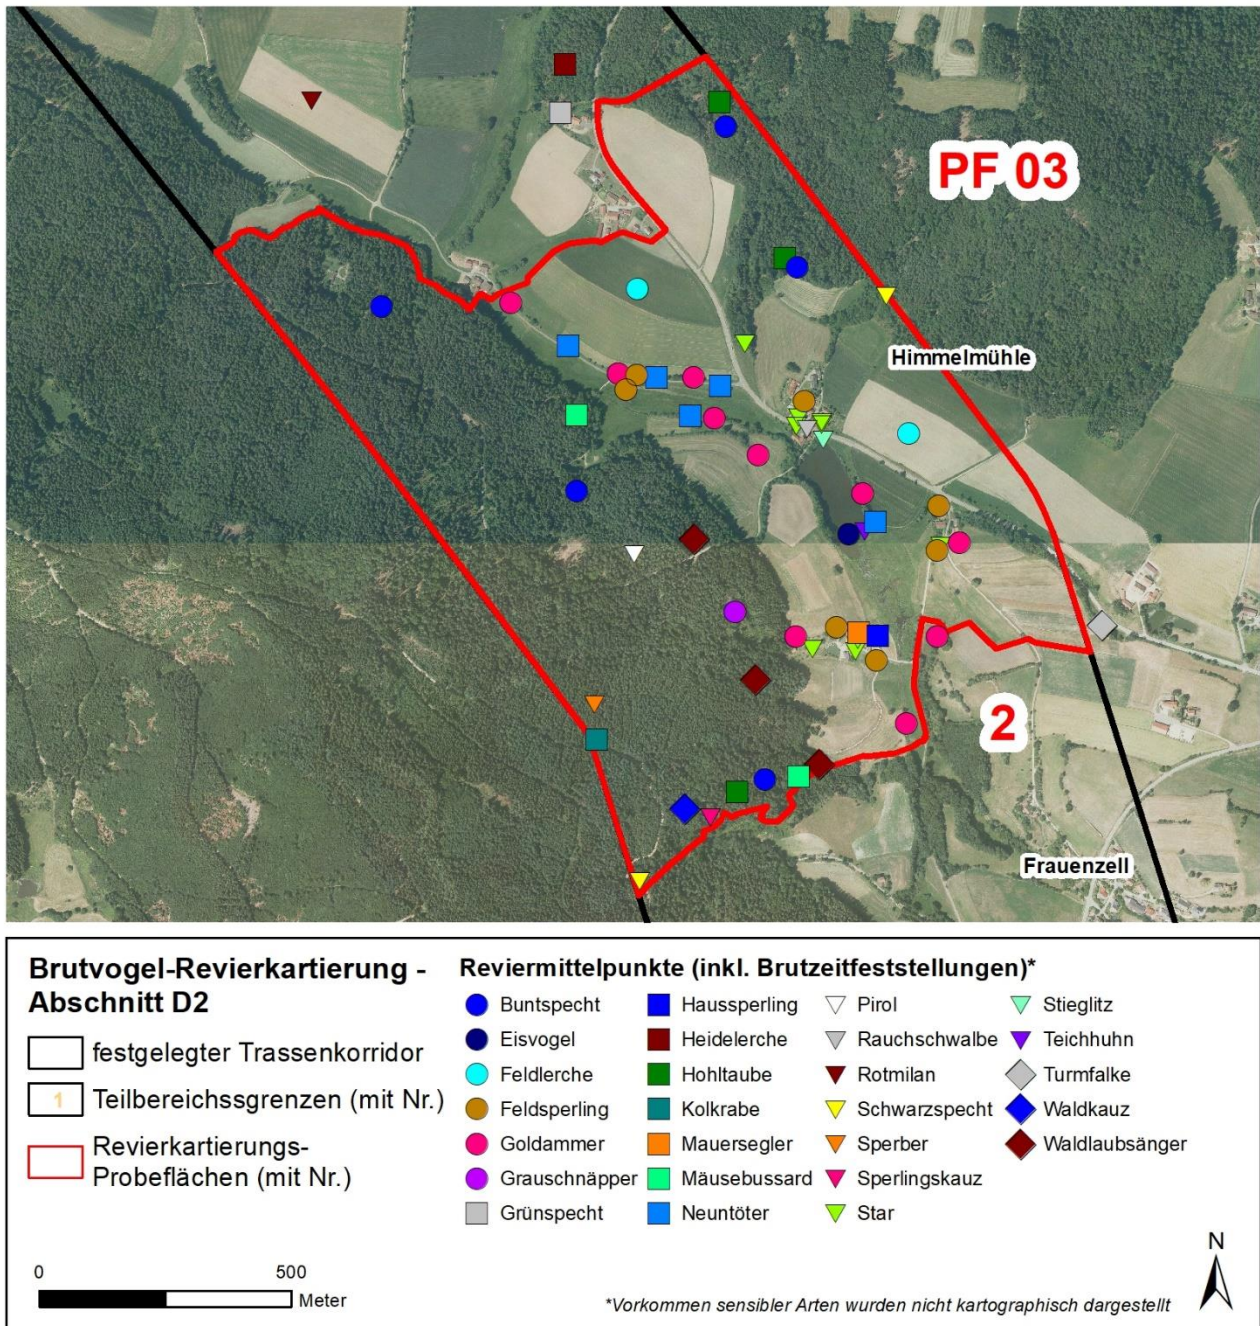 PF 03
Himmelmühle
2
Frauenzell
Brutvogel-Revierkartierung -
Abschnitt D2
festgelegter Trassenkorridor
1 Teilbereichssgrenzen (mit Nr.)
Revierkartierungs-
Probeflächen (mit Nr.)
0 500
Meter
Reviermittelpunkte (inkl. Brutzeitfeststellungen)*
Buntspecht
Eisvogel
Feldlerche
Feldsperling
Goldammer
Grauschnäpper
Grünspecht
Haussperling
Heidelerche
Hohltaube
Kolkrabe
Mauersegler
Mäusebussard
Neuntöter
Pirol
Rauchschwalbe
Rotmilan
Schwarzspecht
Sperber
Sperlingskauz
Star
Stieglitz
Teichhuhn
Turmfalke
Waldkauz
Waldlaubsänger
N
*Vorkommen sensibler Arten wurden nicht kartographisch dargestellt